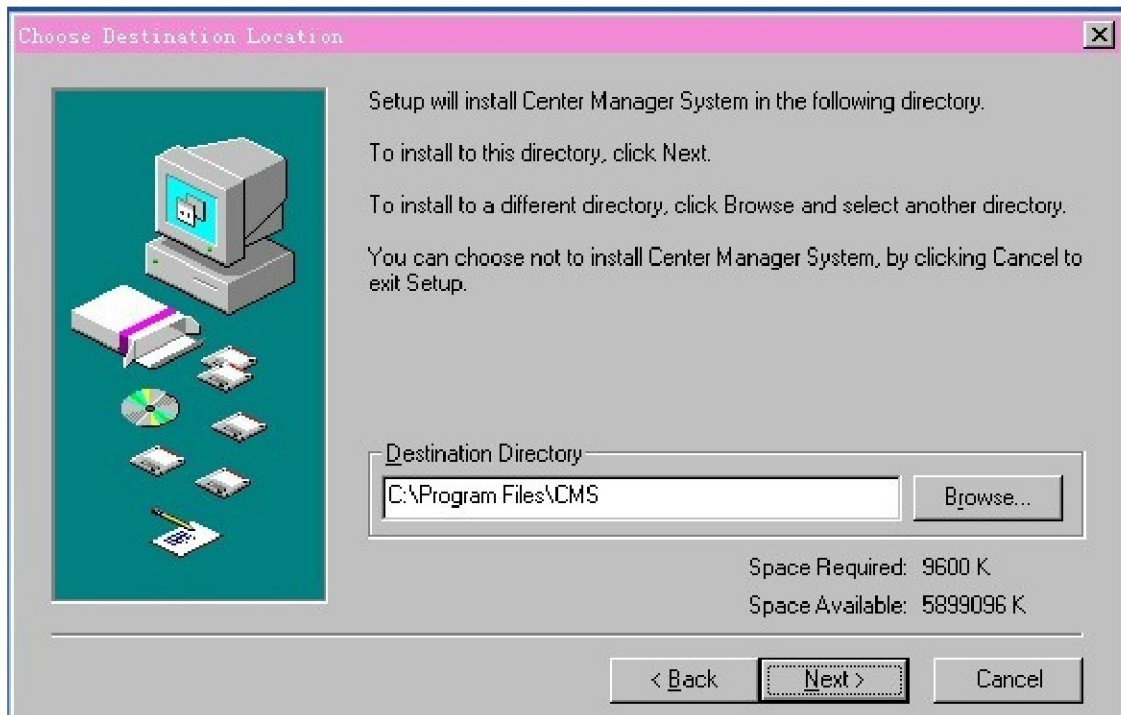 Choose Destination Location
Setup will install Center Manager System in the following directory.
To install to this directory, click Next.
To install to a different directory, click Browse and select another directory.
You can choose not to install Center Manager System, by clicking Cancel to
exit Setup.
Destination Directory
C:\Program Files\CMS
Browse...
Space Required: 9600 K
Space Available: 5899096 K
< Back
Next >
Cancel